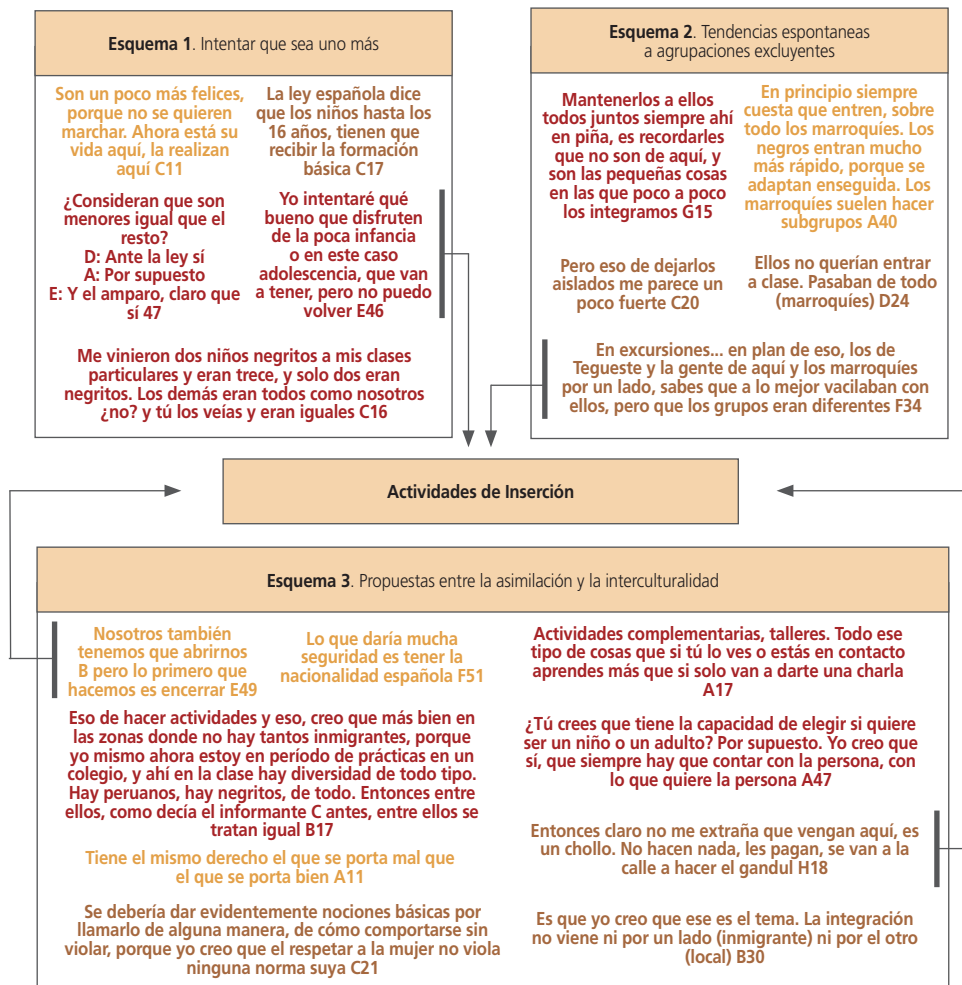 Esquema 1. Intentar que sea uno más
Son un poco más felices,
porque no se quieren
marchar. Ahora está su
vida aquí, la realizan
aquí C11
La ley española dice
que los niños hasta los
16 años, tienen que
recibir la formación
básica C17
¿Consideran que son
menores igual que el
resto?
D: Ante la ley sí
A: Por supuesto
E: Y el amparo, claro que
sí 47
Yo intentaré qué
bueno que disfruten
de la poca infancia
o en este caso
adolescencia, que van
a tener, pero no puedo
volver E46
Me vinieron dos niños negritos a mis clases
particulares y eran trece, y solo dos eran
negritos. Los demás eran todos como nosotros
¿no? y tú los veías y eran iguales C16
Esquema 2. Tendencias espontaneas
a agrupaciones excluyentes
Mantenerlos a ellos
todos juntos siempre ahí
en piña, es recordarles
que no son de aquí, y
son las pequeñas cosas
en las que poco a poco
los integramos G15
En principio siempre
cuesta que entren, sobre
todo los marroquíes. Los
negros entran mucho
más rápido, porque se
adaptan enseguida. Los
marroquíes suelen hacer
subgrupos A40
Pero eso de dejarlos
aislados me parece un
poco fuerte C20
Ellos no querían entrar
a clase. Pasaban de todo
(marroquíes) D24
En excursiones... en plan de eso, los de
Tegueste y la gente de aquí y los marroquíes
por un lado, sabes que a lo mejor vacilaban con
ellos, pero que los grupos eran diferentes F34
Actividades de Inserción
Esquema 3. Propuestas entre la asimilación y la interculturalidad
Nosotros también
tenemos que abrirnos
B pero lo primero que
hacemos es encerrar E49
Lo que daría mucha
seguridad es tener la
nacionalidad española F51
Actividades complementarias, talleres. Todo ese
tipo de cosas que si tú lo ves o estás en contacto
aprendes más que si solo van a darte una charla
A17
Eso de hacer actividades y eso, creo que más bien en
las zonas donde no hay tantos inmigrantes, porque
yo mismo ahora estoy en período de prácticas en un
colegio, y ahí en la clase hay diversidad de todo tipo.
Hay peruanos, hay negritos, de todo. Entonces entre
ellos, como decía el informante C antes, entre ellos se
tratan igual B17
¿Tú crees que tiene la capacidad de elegir si quiere
ser un niño o un adulto? Por supuesto. Yo creo que
sí, que siempre hay que contar con la persona, con
lo que quiere la persona A47
Tiene el mismo derecho el que se porta mal que
el que se porta bien A11
Entonces claro no me extraña que vengan aquí, es
un chollo. No hacen nada, les pagan, se van a la
calle a hacer el gandul H18
Se debería dar evidentemente nociones básicas por
llamarlo de alguna manera, de cómo comportarse sin
violar, porque yo creo que el respetar a la mujer no viola
ninguna norma suya C21
Es que yo creo que ese es el tema. La integración
no viene ni por un lado (inmigrante) ni por el otro
(local) B30